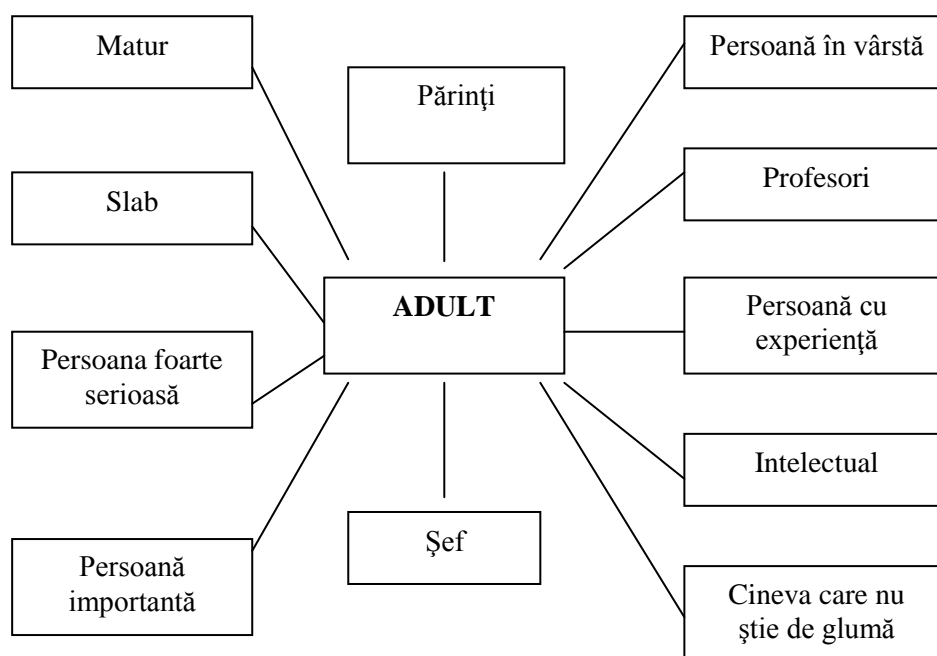 Matur
Persoană în vârstă
Părinţi
Slab
Profesori
ADULT
Persoană cu
experienţă
Persoana foarte
serioasă
Intelectual
Şef
Persoană
importantă
Cineva care nu
ştie de glumă